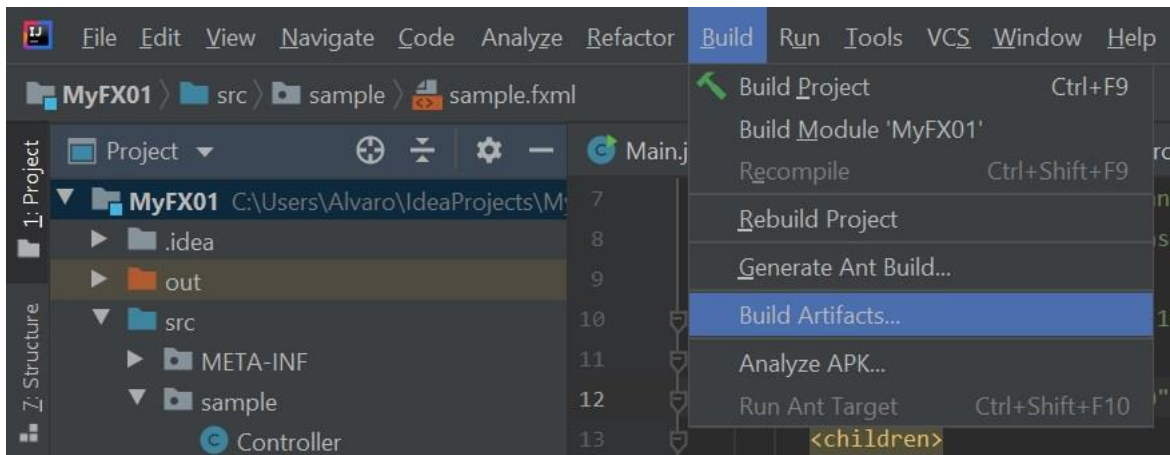 IJ
File Edit View Navigate Code Analyze Refactor Build Run Tools VCS Window Help
MyFX01 src sample sample.fxml
Build Project Ctrl+F9
Build Module 'MyFX01'
Recompile Ctrl+Shift+F9
Rebuild Project
Generate Ant Build...
Build Artifacts...
Analyze APK...
Run Ant Target Ctrl+Shift+F10
1: Project
Z: Structure
Project
Main.j
MyFX01 C:\Users\Alvaro\IdeaProjects\M
7
.idea
8
out
9
src
10
META-INF
11
sample
12
Controller
13 <children>